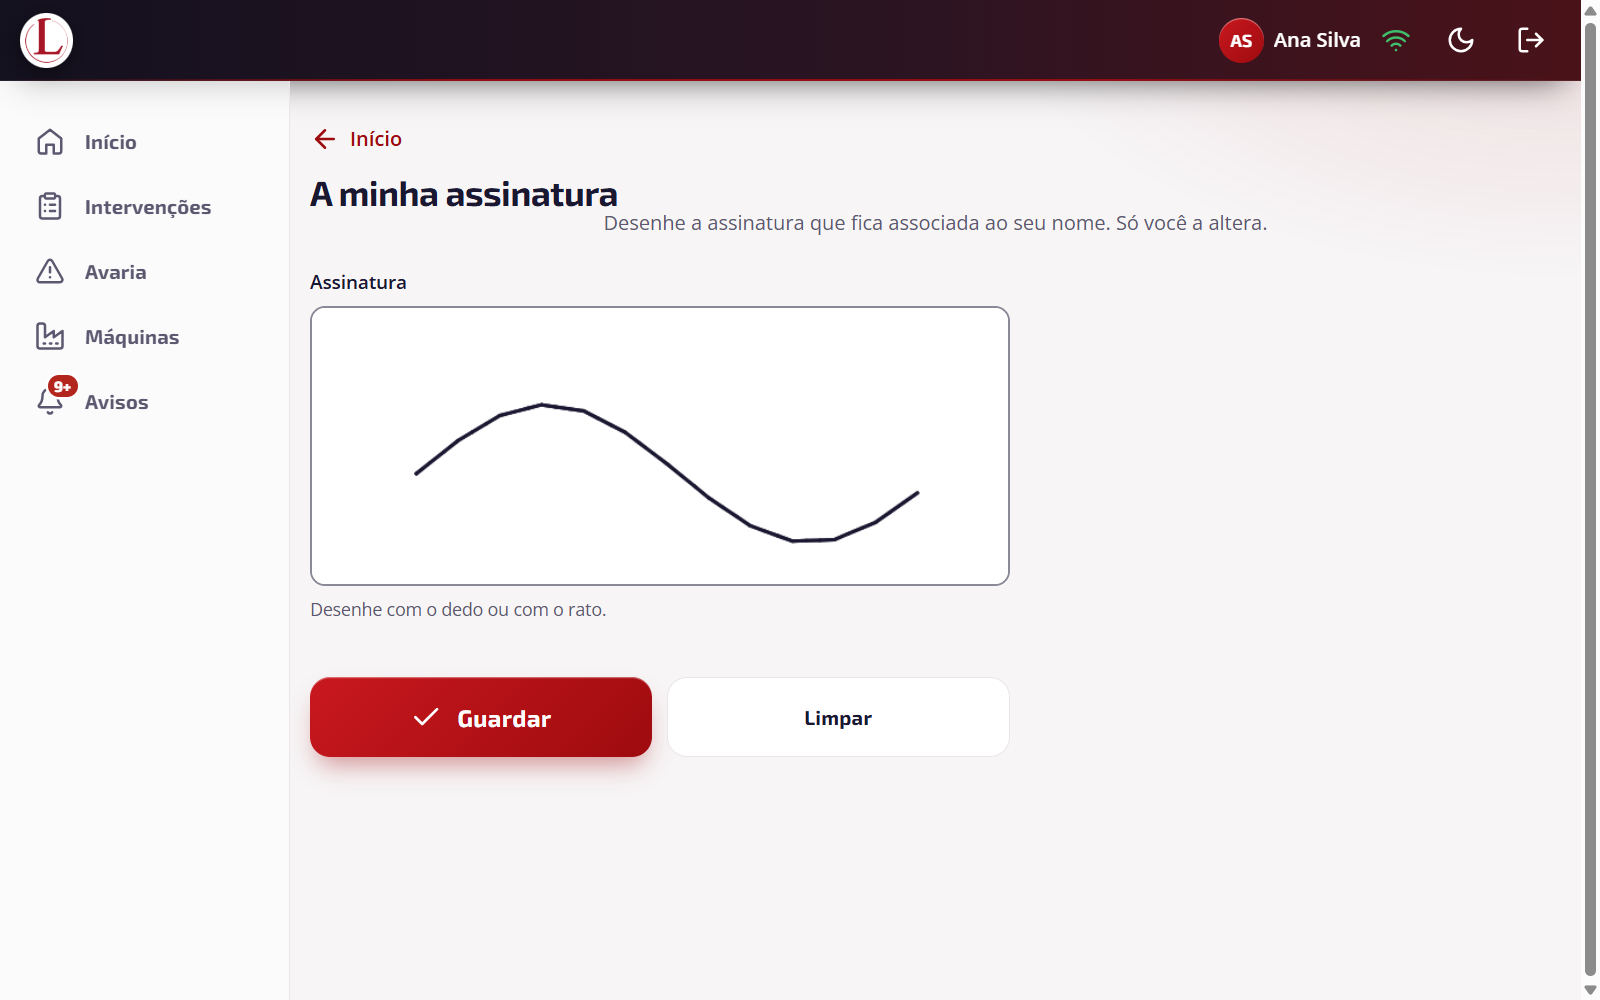 L
AS Ana Silva
Início
Intervenções
Avaria
Máquinas
9+
Avisos
Início
A minha assinatura
Desenhe a assinatura que fica associada ao seu nome. Só você a altera.
Assinatura
Desenhe com o dedo ou com o rato.
Guardar
Limpar